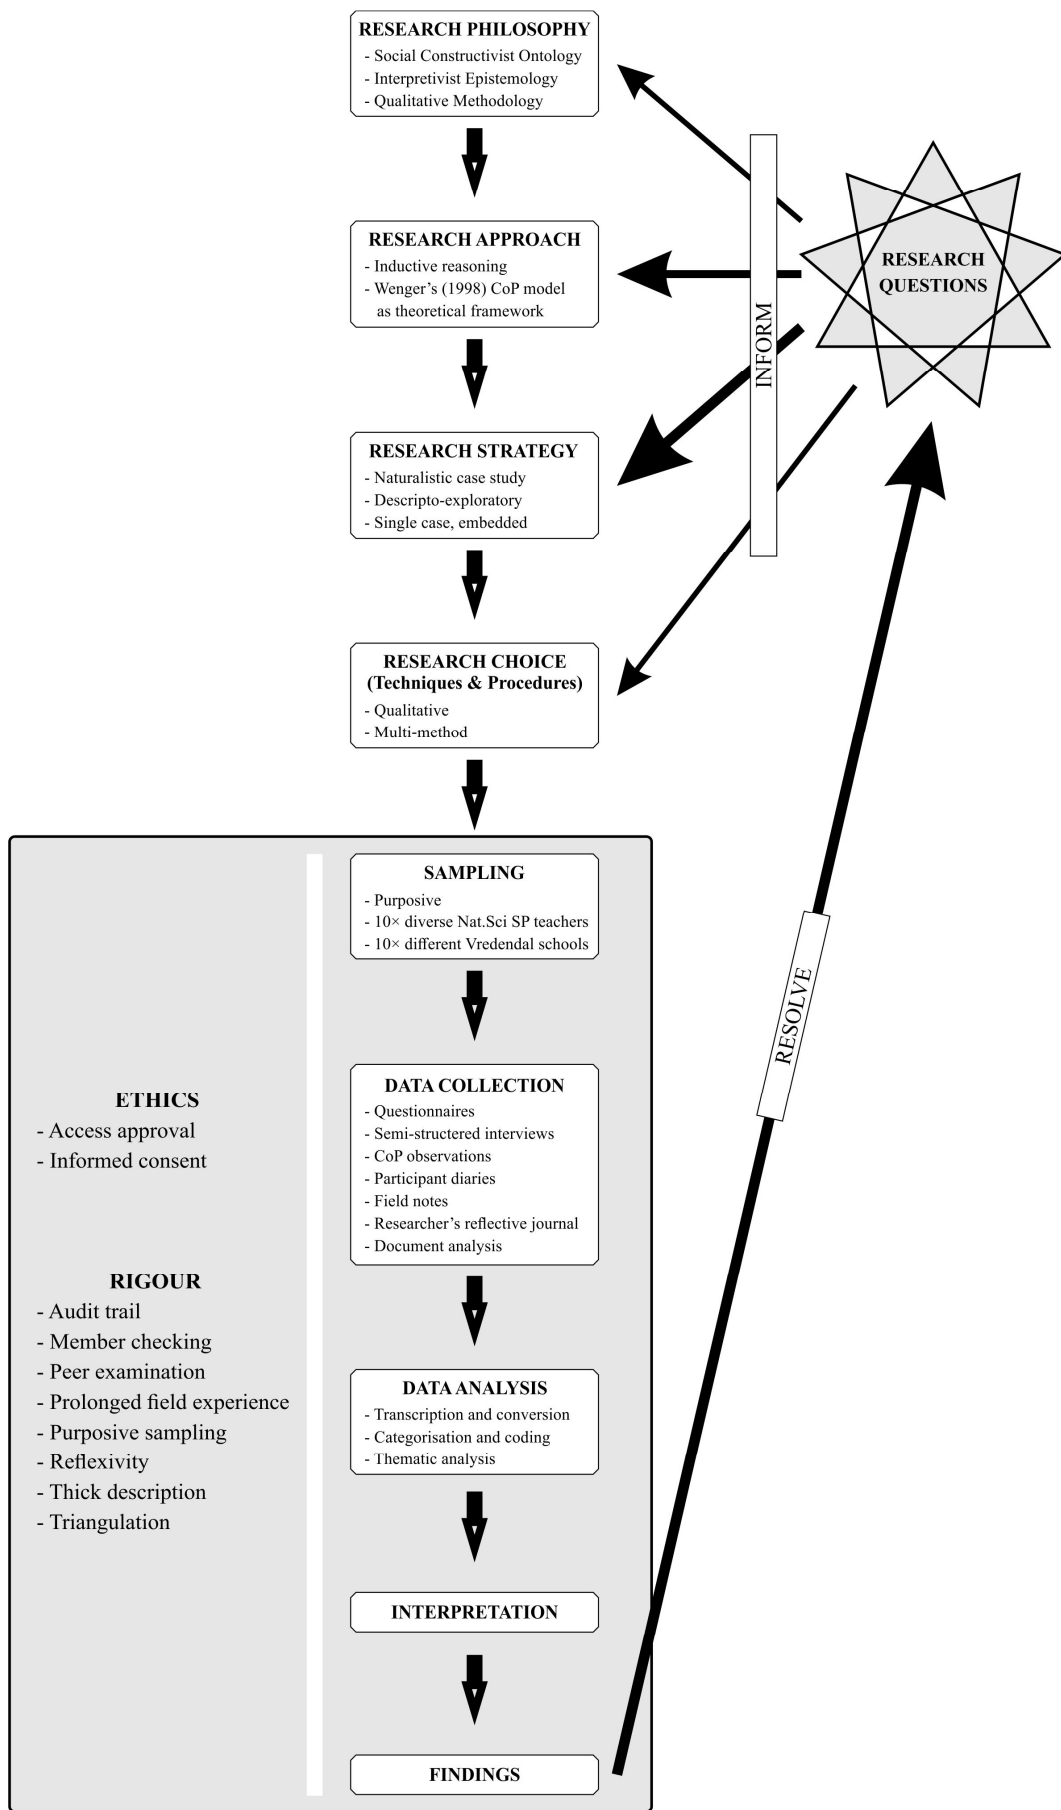 RESEARCH PHILOSOPHY
- Social Constructivist Ontology
- Interpretivist Epistemology
- Qualitative Methodology
RESEARCH APPROACH
- Inductive reasoning
- Wenger's (1998) CoP model
as theoretical framework
RESEARCH STRATEGY
- Naturalistic case study
- Descripto-exploratory
- Single case, embedded
RESEARCH CHOICE
(Techniques & Procedures)
- Qualitative
- Multi-method
INFORM
RESEARCH
QUESTIONS
RESOLVE
SAMPLING
- Purposive
- 10× diverse Nat.Sci SP teachers
- 10× different Vredendal schools
DATA COLLECTION
- Questionnaires
- Semi-structered interviews
- CoP observations
- Participant diaries
- Field notes
- Researcher's reflective journal
- Document analysis
DATA ANALYSIS
- Transcription and conversion
- Categorisation and coding
- Thematic analysis
INTERPRETATION
FINDINGS
ETHICS
- Access approval
- Informed consent
RIGOUR
- Audit trail
- Member checking
- Peer examination
- Prolonged field experience
- Purposive sampling
- Reflexivity
- Thick description
- Triangulation